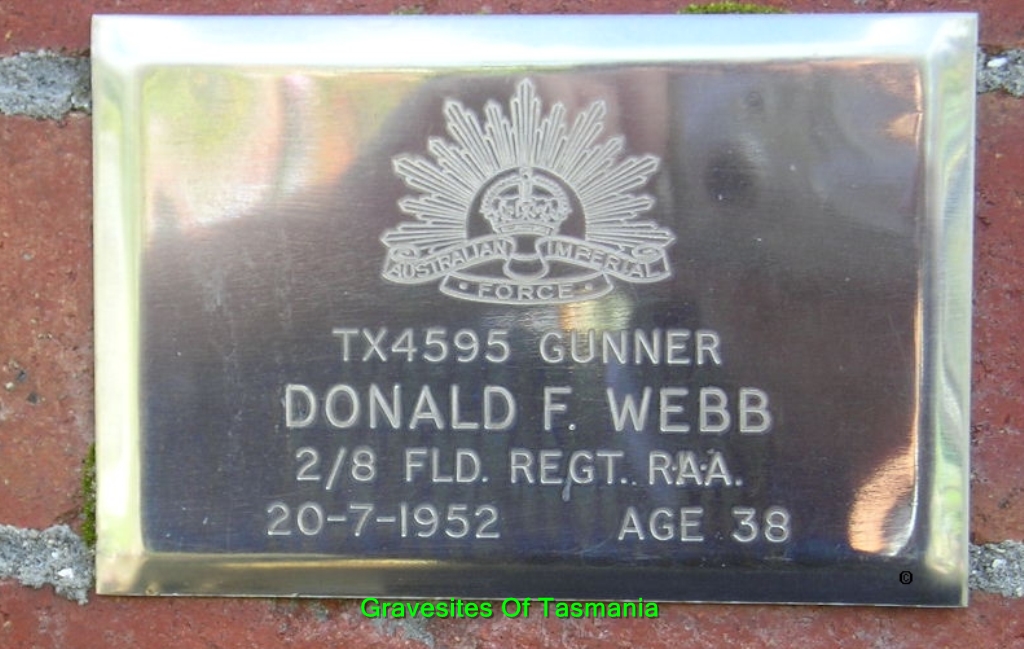 AUSTRALIAN IMPERIAL
FORCE
TX4595 GUNNER
DONALD F. WEBB
2/8 FLD. REGT. R.A.A.
20-7-1952 AGE 38
©
Gravesites Of Tasmania